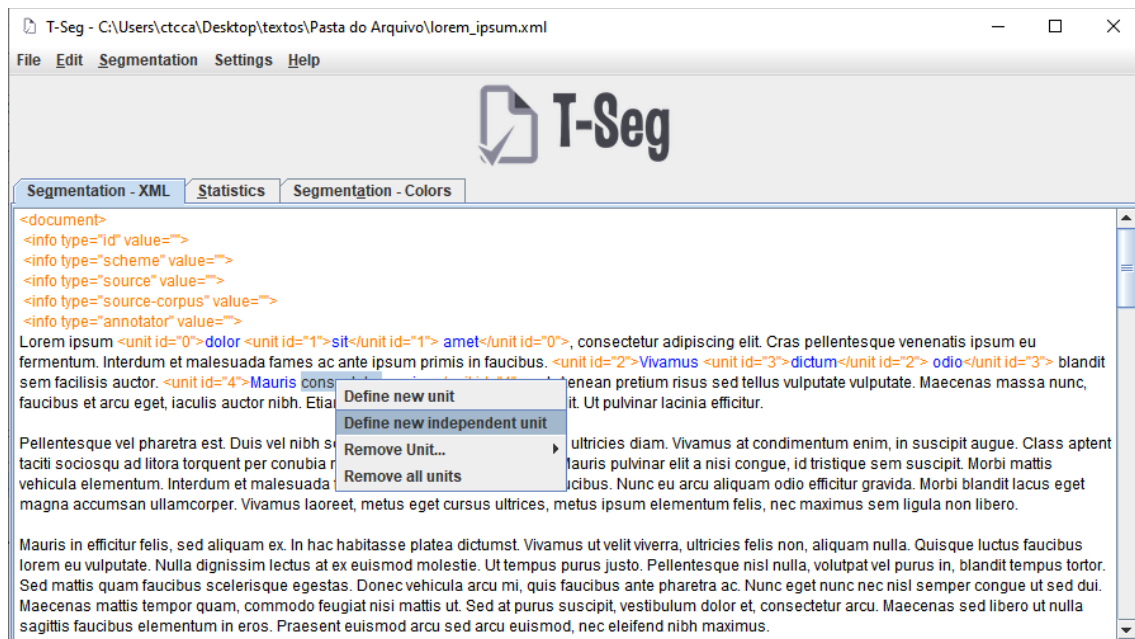 T-Seg - C:\Users\ctcca\Desktop\textos\Pasta do Arquivo\lorem_ipsum.xml
File Edit Segmentation Settings Help
T-Seg
Segmentation - XML Statistics Segmentation - Colors
<document>
<info type="id" value="">
<info type="scheme" value="">
<info type="source" value="">
<info type="source-corpus" value="">
<info type="annotator" value="">
Lorem ipsum <unit id="0">dolor <unit id="1">sit</unit id="1"> amet</unit id="0">, consectetur adipiscing elit. Cras pellentesque venenatis ipsum eu
fermentum. Interdum et malesuada fames ac ante ipsum primis in faucibus. <unit id="2">Vivamus <unit id="3">dictum</unit id="2"> odio</unit id="3"> blandit
sem facilisis auctor. <unit id="4">Mauris enean pretium risus sed tellus vulputate vulputate. Maecenas massa nunc,
faucibus et arcu eget, iaculis auctor nibh. Etiam it. Ut pulvinar lacinia efficitur.
Define new unit
Define new independent unit
Remove Unit...
Remove all units
Pellentesque vel pharetra est. Duis vel nibh ultricies diam. Vivamus at condimentum enim, in suscipit augue. Class aptent
taciti sociosqu ad litora torquent per conubia Mauris pulvinar elit a nisi congue, id tristique sem suscipit. Morbi mattis
vehicula elementum. Interdum et malesuada ucibus. Nunc eu arcu aliquam odio efficitur gravida. Morbi blandit lacus eget
magna accumsan ullamcorper. Vivamus laoreet, metus eget cursus ultrices, metus ipsum elementum felis, nec maximus sem ligula non libero.
Mauris in efficitur felis, sed aliquam ex. In hac habitasse platea dictumst. Vivamus ut velit viverra, ultricies felis non, aliquam nulla. Quisque luctus faucibus
lorem eu vulputate. Nulla dignissim lectus at ex euismod molestie. Ut tempus purus justo. Pellentesque nisl nulla, volutpat vel purus in, blandit tempus tortor.
Sed mattis quam faucibus scelerisque egestas. Donec vehicula arcu mi, quis faucibus ante pharetra ac. Nunc eget nunc nec nisl semper congue ut sed dui.
Maecenas mattis tempor quam, commodo feugiat nisi mattis ut. Sed at purus suscipit, vestibulum dolor et, consectetur arcu. Maecenas sed libero ut nulla
sagittis faucibus elementum in eros. Praesent euismod arcu sed arcu euismod, nec eleifend nibh maximus.